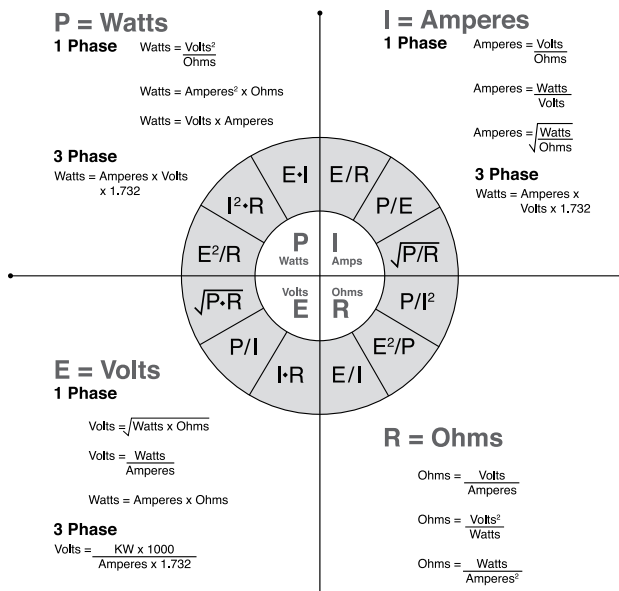 P = Watts
1 Phase
Watts = Volts²
Ohms
Watts = Amperes² x Ohms
Watts = Volts x Amperes
3 Phase
Watts = Amperes x Volts
x 1.732
I = Amperes
1 Phase
Amperes = Volts
Ohms
Amperes = Watts
Volts
Amperes = √Watts
Ohms
3 Phase
Watts = Amperes x
Volts x 1.732
E•I
E/R
I²•R
P/E
E²/R
√P/R
√P•R
P/I²
P/I
E²/P
I•R
E/I
P
Watts
I
Amps
Volts
E
Ohms
R
E = Volts
1 Phase
Volts = √Watts x Ohms
Volts = Watts
Amperes
Watts = Amperes x Ohms
3 Phase
Volts = KW x 1000
Amperes x 1.732
R = Ohms
Ohms = Volts
Amperes
Ohms = Volts²
Watts
Ohms = Watts
Amperes²